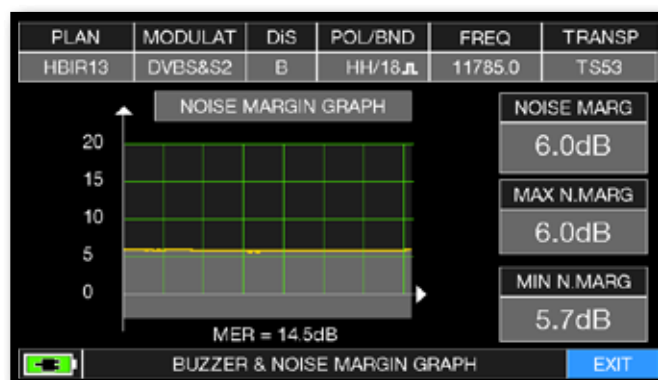 PLAN MODULAT DiS POL/BND FREQ TRANSP
HBIR13 DVBS&S2 B HH/18 11785.0 TS53
NOISE MARGIN GRAPH
NOISE MARG
20
6.0dB
15
MAX N.MARG
10
6.0dB
5
MIN N.MARG
0
5.7dB
MER = 14.5dB
BUZZER & NOISE MARGIN GRAPH EXIT